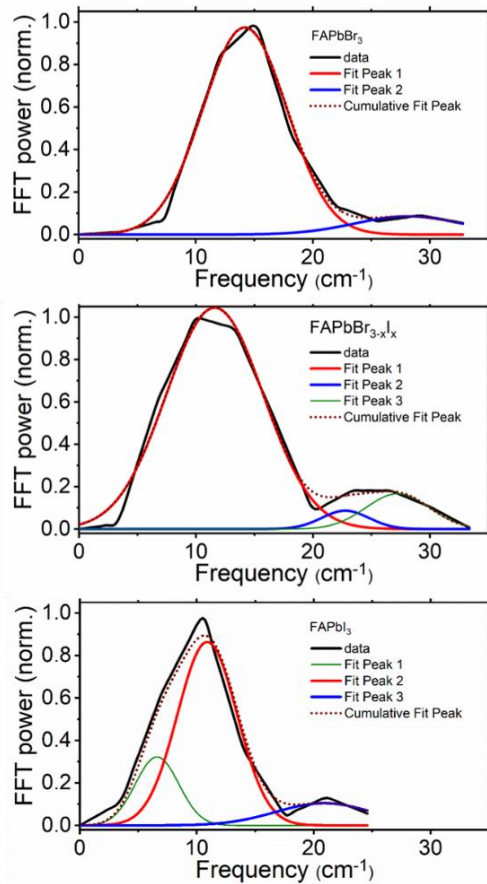 FAPbBr3
data
Fit Peak 1
Fit Peak 2
Cumulative Fit Peak
FFT power (norm.)
1.0
0.8
0.6
0.4
0.2
0.0
0 10 20 30
Frequency (cm-1)
FAPbBr3-xIx
data
Fit Peak 1
Fit Peak 2
Fit Peak 3
Cumulative Fit Peak
FFT power (norm.)
1.0
0.8
0.6
0.4
0.2
0.0
0 10 20 30
Frequency (cm-1)
FAPbI3
data
Fit Peak 1
Fit Peak 2
Fit Peak 3
Cumulative Fit Peak
FFT power (norm.)
1.0
0.8
0.6
0.4
0.2
0.0
0 10 20 30
Frequency (cm-1)